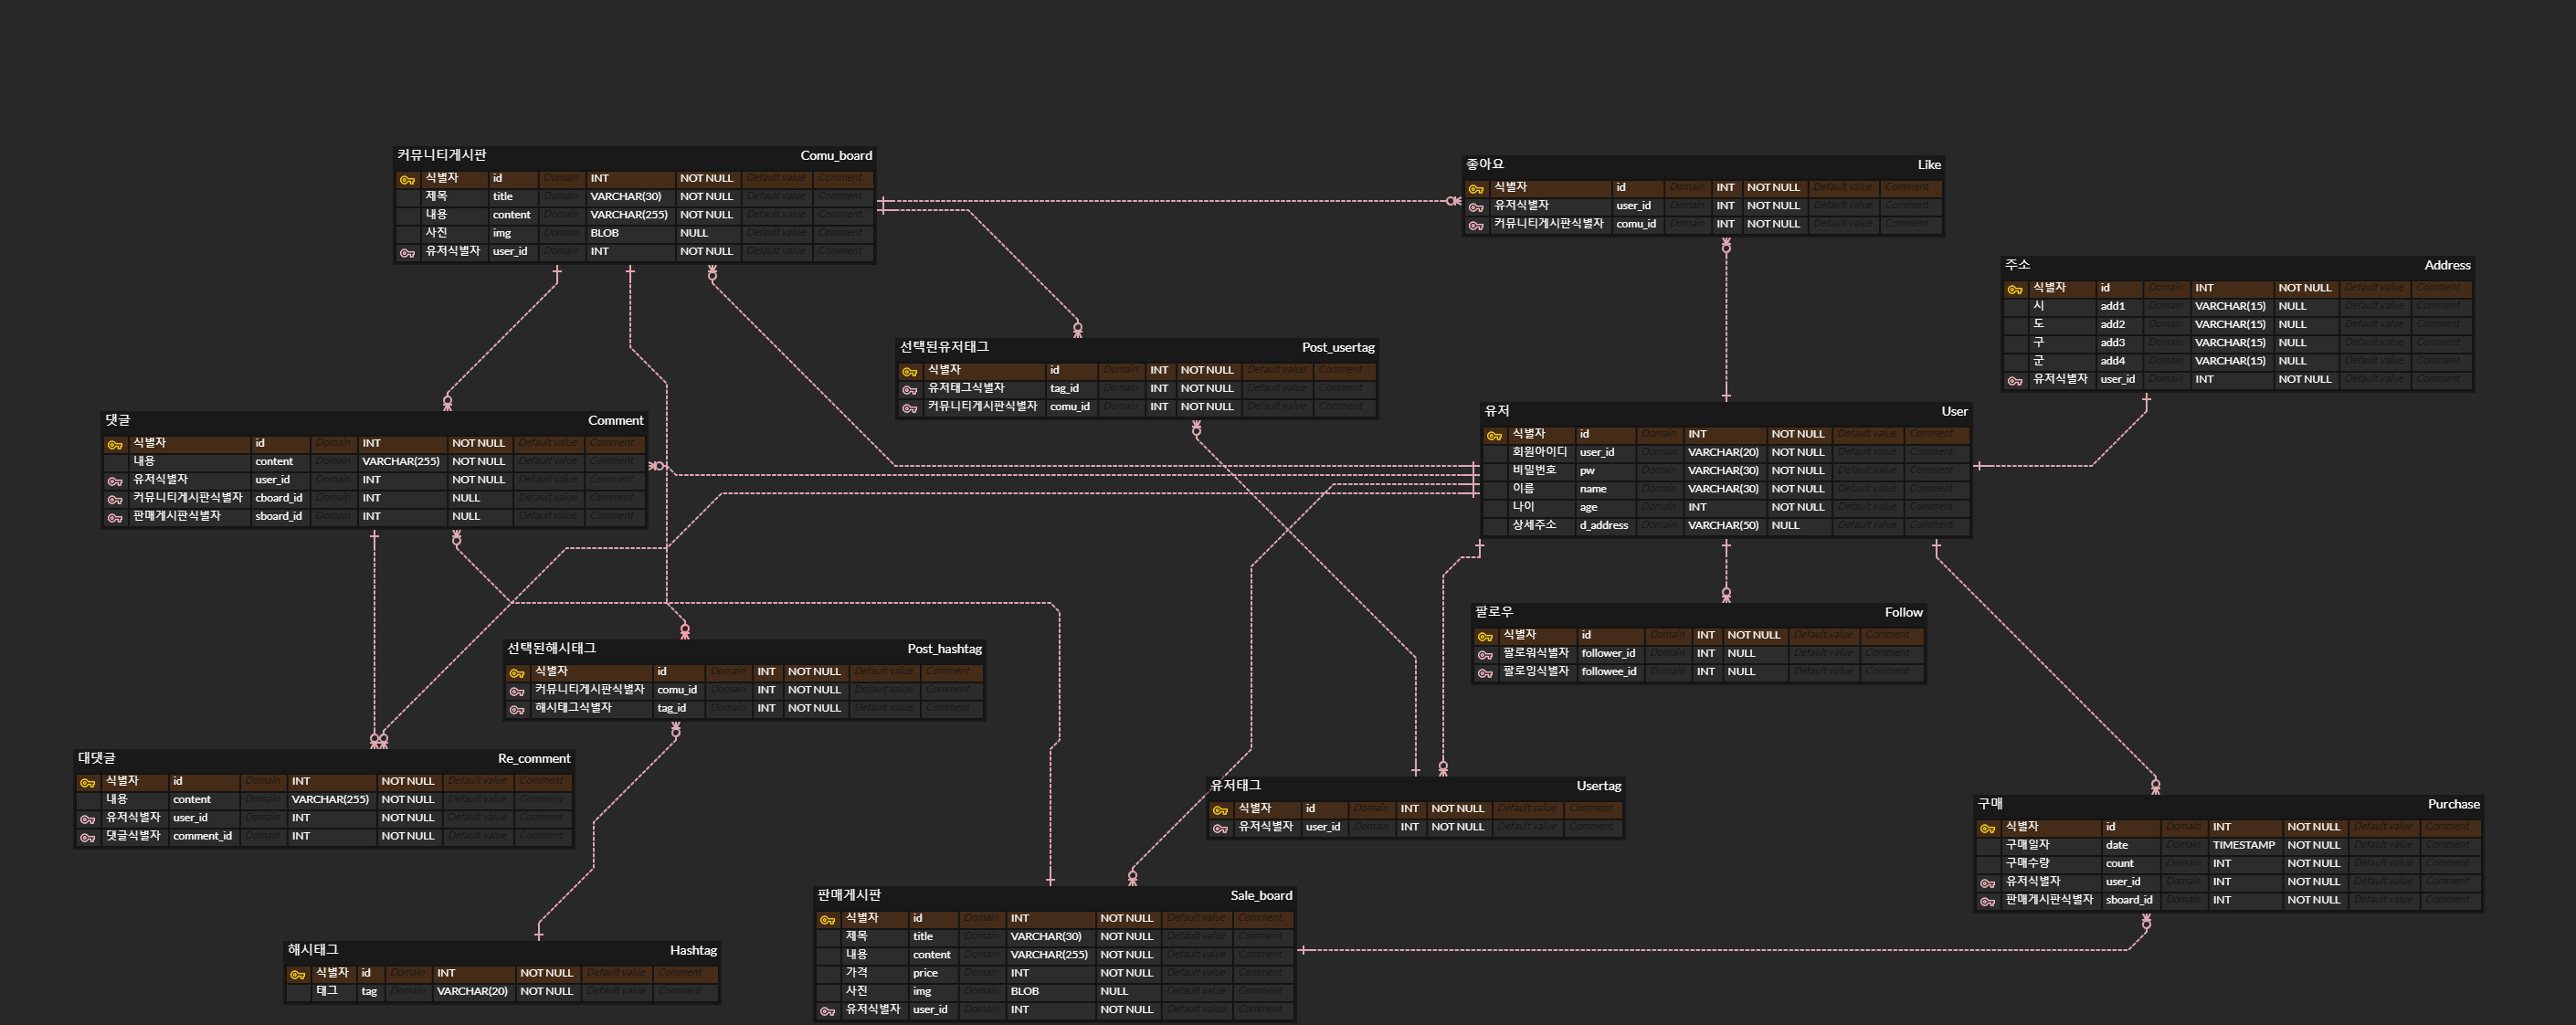 커뮤니티게시판 Comu_board
식별자 id Domain INT NOT NULL Default value Comment
제목 title Domain VARCHAR(30) NOT NULL Default value Comment
내용 content Domain VARCHAR(255) NOT NULL Default value Comment
사진 img Domain BLOB NULL Default value Comment
유저식별자 user_id Domain INT NOT NULL Default value Comment
좋아요 Like
식별자 id Domain INT NOT NULL Default value Comment
유저식별자 user_id Domain INT NOT NULL Default value Comment
커뮤니티게시판식별자 comu_id Domain INT NOT NULL Default value Comment
주소 Address
식별자 id Domain INT NOT NULL Default value Comment
시 add1 Domain VARCHAR(15) NULL Default value Comment
도 add2 Domain VARCHAR(15) NULL Default value Comment
구 add3 Domain VARCHAR(15) NULL Default value Comment
군 add4 Domain VARCHAR(15) NULL Default value Comment
유저식별자 user_id Domain INT NOT NULL Default value Comment
선택된유저태그 Post_usertag
식별자 id Domain INT NOT NULL Default value Comment
유저태그식별자 tag_id Domain INT NOT NULL Default value Comment
커뮤니티게시판식별자 comu_id Domain INT NOT NULL Default value Comment
댓글 Comment
식별자 id Domain INT NOT NULL Default value Comment
내용 content Domain VARCHAR(255) NOT NULL Default value Comment
유저식별자 user_id Domain INT NOT NULL Default value Comment
커뮤니티게시판식별자 cboard_id Domain INT NULL Default value Comment
판매게시판식별자 sboard_id Domain INT NULL Default value Comment
유저 User
식별자 id Domain INT NOT NULL Default value Comment
회원아이디 user_id Domain VARCHAR(20) NOT NULL Default value Comment
비밀번호 pw Domain VARCHAR(30) NOT NULL Default value Comment
이름 name Domain VARCHAR(30) NOT NULL Default value Comment
나이 age Domain INT NOT NULL Default value Comment
상세주소 d_address Domain VARCHAR(50) NULL Default value Comment
팔로우 Follow
식별자 id Domain INT NOT NULL Default value Comment
팔로워식별자 follower_id Domain INT NULL Default value Comment
팔로잉식별자 followee_id Domain INT NULL Default value Comment
선택된해시태그 Post_hashtag
식별자 id Domain INT NOT NULL Default value Comment
커뮤니티게시판식별자 comu_id Domain INT NOT NULL Default value Comment
해시태그식별자 tag_id Domain INT NOT NULL Default value Comment
대댓글 Re_comment
식별자 id Domain INT NOT NULL Default value Comment
내용 content Domain VARCHAR(255) NOT NULL Default value Comment
유저식별자 user_id Domain INT NOT NULL Default value Comment
댓글식별자 comment_id Domain INT NOT NULL Default value Comment
유저태그 Usertag
식별자 id Domain INT NOT NULL Default value Comment
유저식별자 user_id Domain INT NOT NULL Default value Comment
구매 Purchase
식별자 id Domain INT NOT NULL Default value Comment
구매일자 date Domain TIMESTAMP NOT NULL Default value Comment
구매수량 count Domain INT NOT NULL Default value Comment
유저식별자 user_id Domain INT NOT NULL Default value Comment
판매게시판식별자 sboard_id Domain INT NOT NULL Default value Comment
해시태그 Hashtag
식별자 id Domain INT NOT NULL Default value Comment
태그 tag Domain VARCHAR(20) NOT NULL Default value Comment
판매게시판 Sale_board
식별자 id Domain INT NOT NULL Default value Comment
제목 title Domain VARCHAR(30) NOT NULL Default value Comment
내용 content Domain VARCHAR(255) NOT NULL Default value Comment
가격 price Domain INT NOT NULL Default value Comment
사진 img Domain BLOB NULL Default value Comment
유저식별자 user_id Domain INT NOT NULL Default value Comment